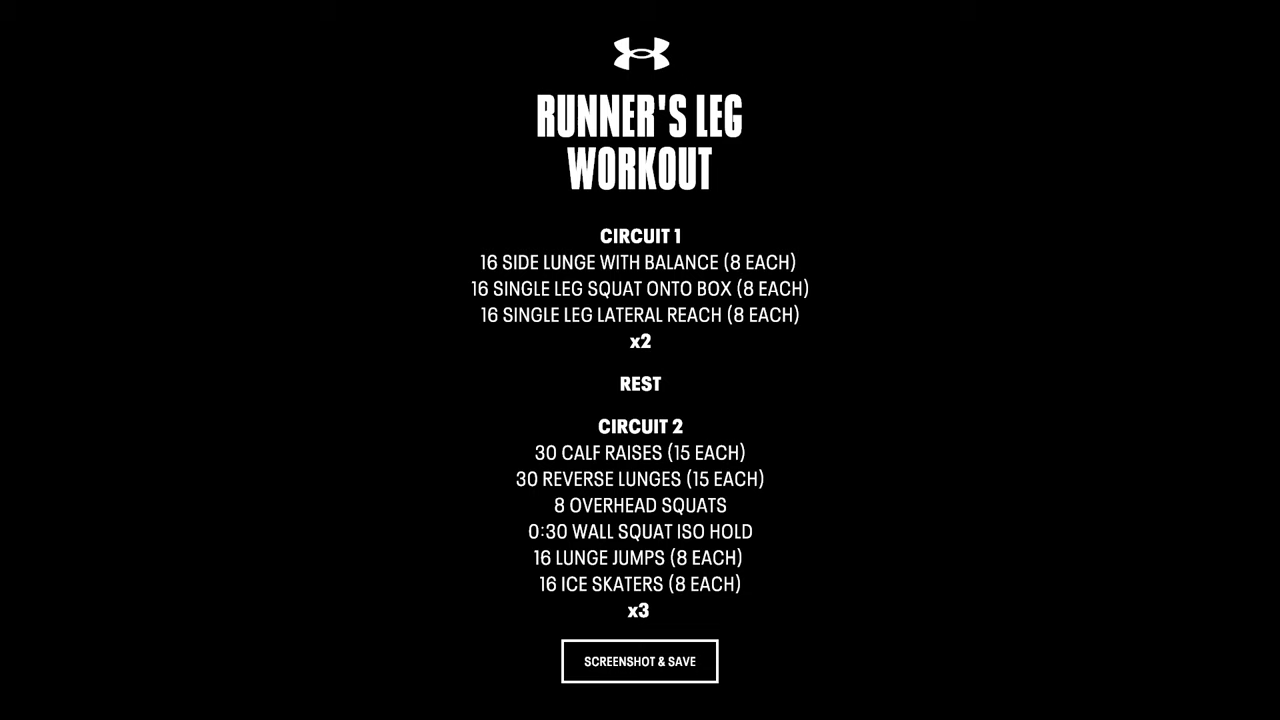 RUNNER'S LEG
WORKOUT
CIRCUIT 1
16 SIDE LUNGE WITH BALANCE (8 EACH)
16 SINGLE LEG SQUAT ONTO BOX (8 EACH)
16 SINGLE LEG LATERAL REACH (8 EACH)
x2
REST
CIRCUIT 2
30 CALF RAISES (15 EACH)
30 REVERSE LUNGES (15 EACH)
8 OVERHEAD SQUATS
0:30 WALL SQUAT ISO HOLD
16 LUNGE JUMPS (8 EACH)
16 ICE SKATERS (8 EACH)
x3
SCREENSHOT & SAVE